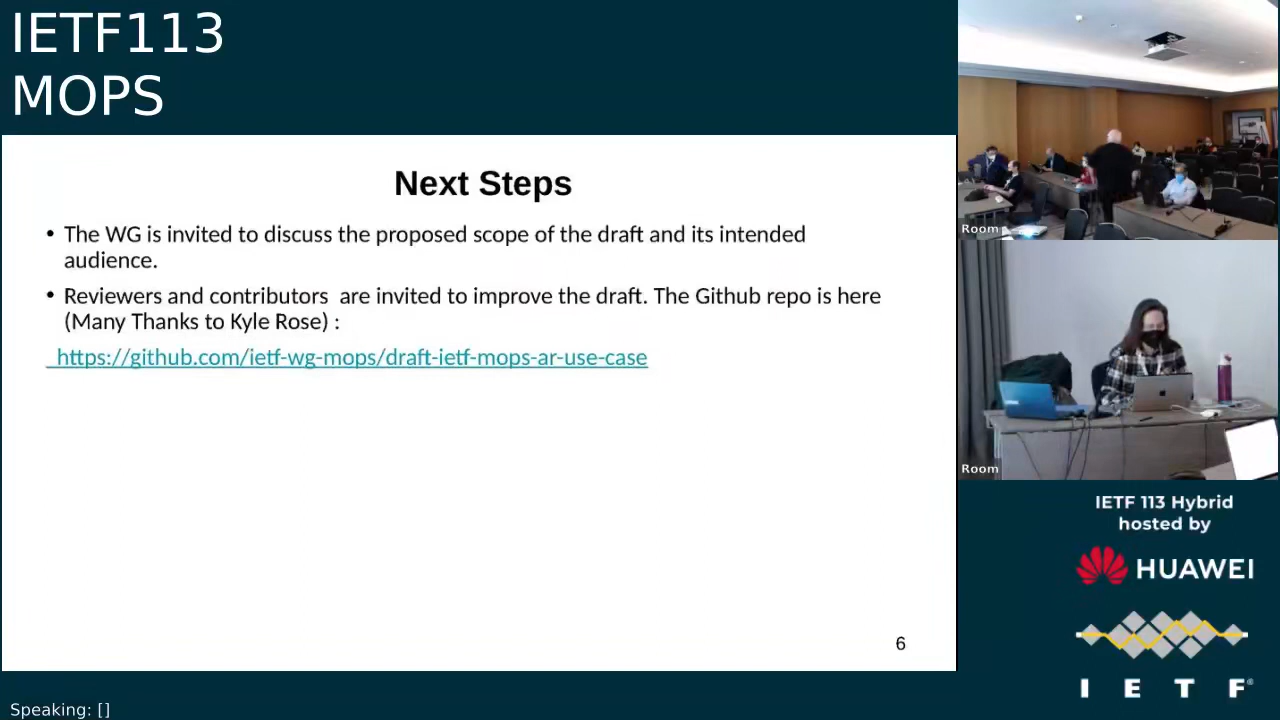 IETF113
MOPS
Next Steps
• The WG is invited to discuss the proposed scope of the draft and its intended
audience.
• Reviewers and contributors  are invited to improve the draft. The Github repo is here
(Many Thanks to Kyle Rose) :
https://github.com/ietf-wg-mops/draft-ietf-mops-ar-use-case
6
Room
Room
IETF 113 Hybrid
hosted by
HUAWEI
I E T F®
Speaking: []